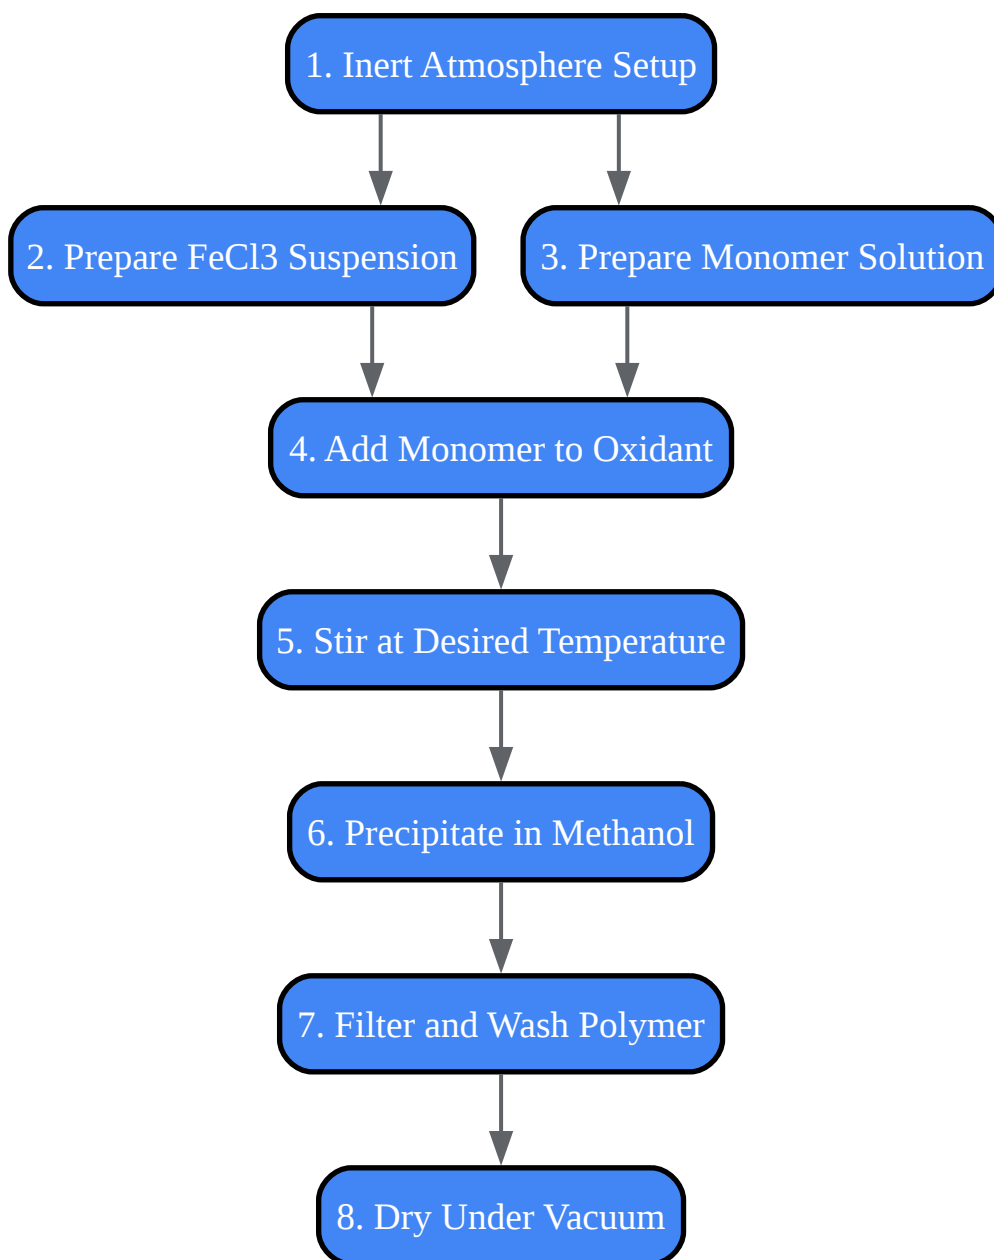 1. Inert Atmosphere Setup
2. Prepare FeCl3 Suspension
3. Prepare Monomer Solution
4. Add Monomer to Oxidant
5. Stir at Desired Temperature
6. Precipitate in Methanol
7. Filter and Wash Polymer
8. Dry Under Vacuum